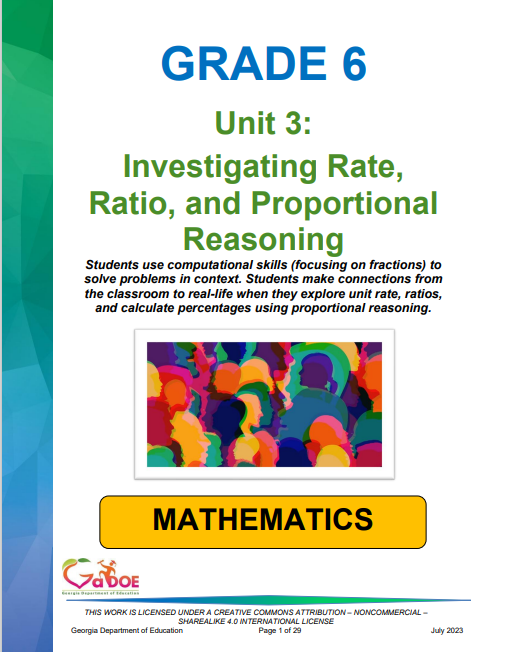 GRADE 6
Unit 3:
Investigating Rate,
Ratio, and Proportional
Reasoning
Students use computational skills (focusing on fractions) to
solve problems in context. Students make connections from
the classroom to real-life when they explore unit rate, ratios,
and calculate percentages using proportional reasoning.
MATHEMATICS
GaDOE
Georgia Department of Education
THIS WORK IS LICENSED UNDER A CREATIVE COMMONS ATTRIBUTION – NONCOMMERCIAL –
SHAREALIKE 4.0 INTERNATIONAL LICENSE
Georgia Department of Education Page 1 of 29 July 2023